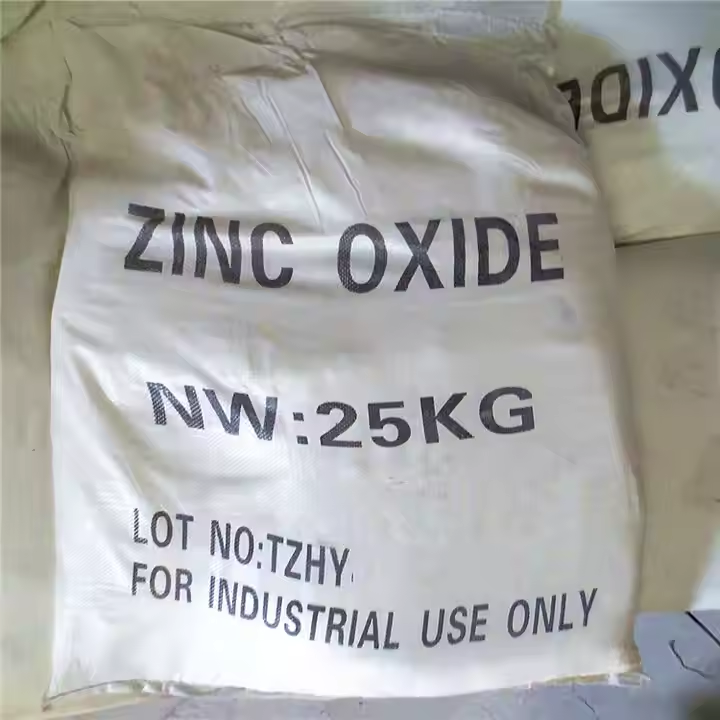 ZINC OXIDE
NW:25KG
LOT NO:TZHY
FOR INDUSTRIAL USE ONLY